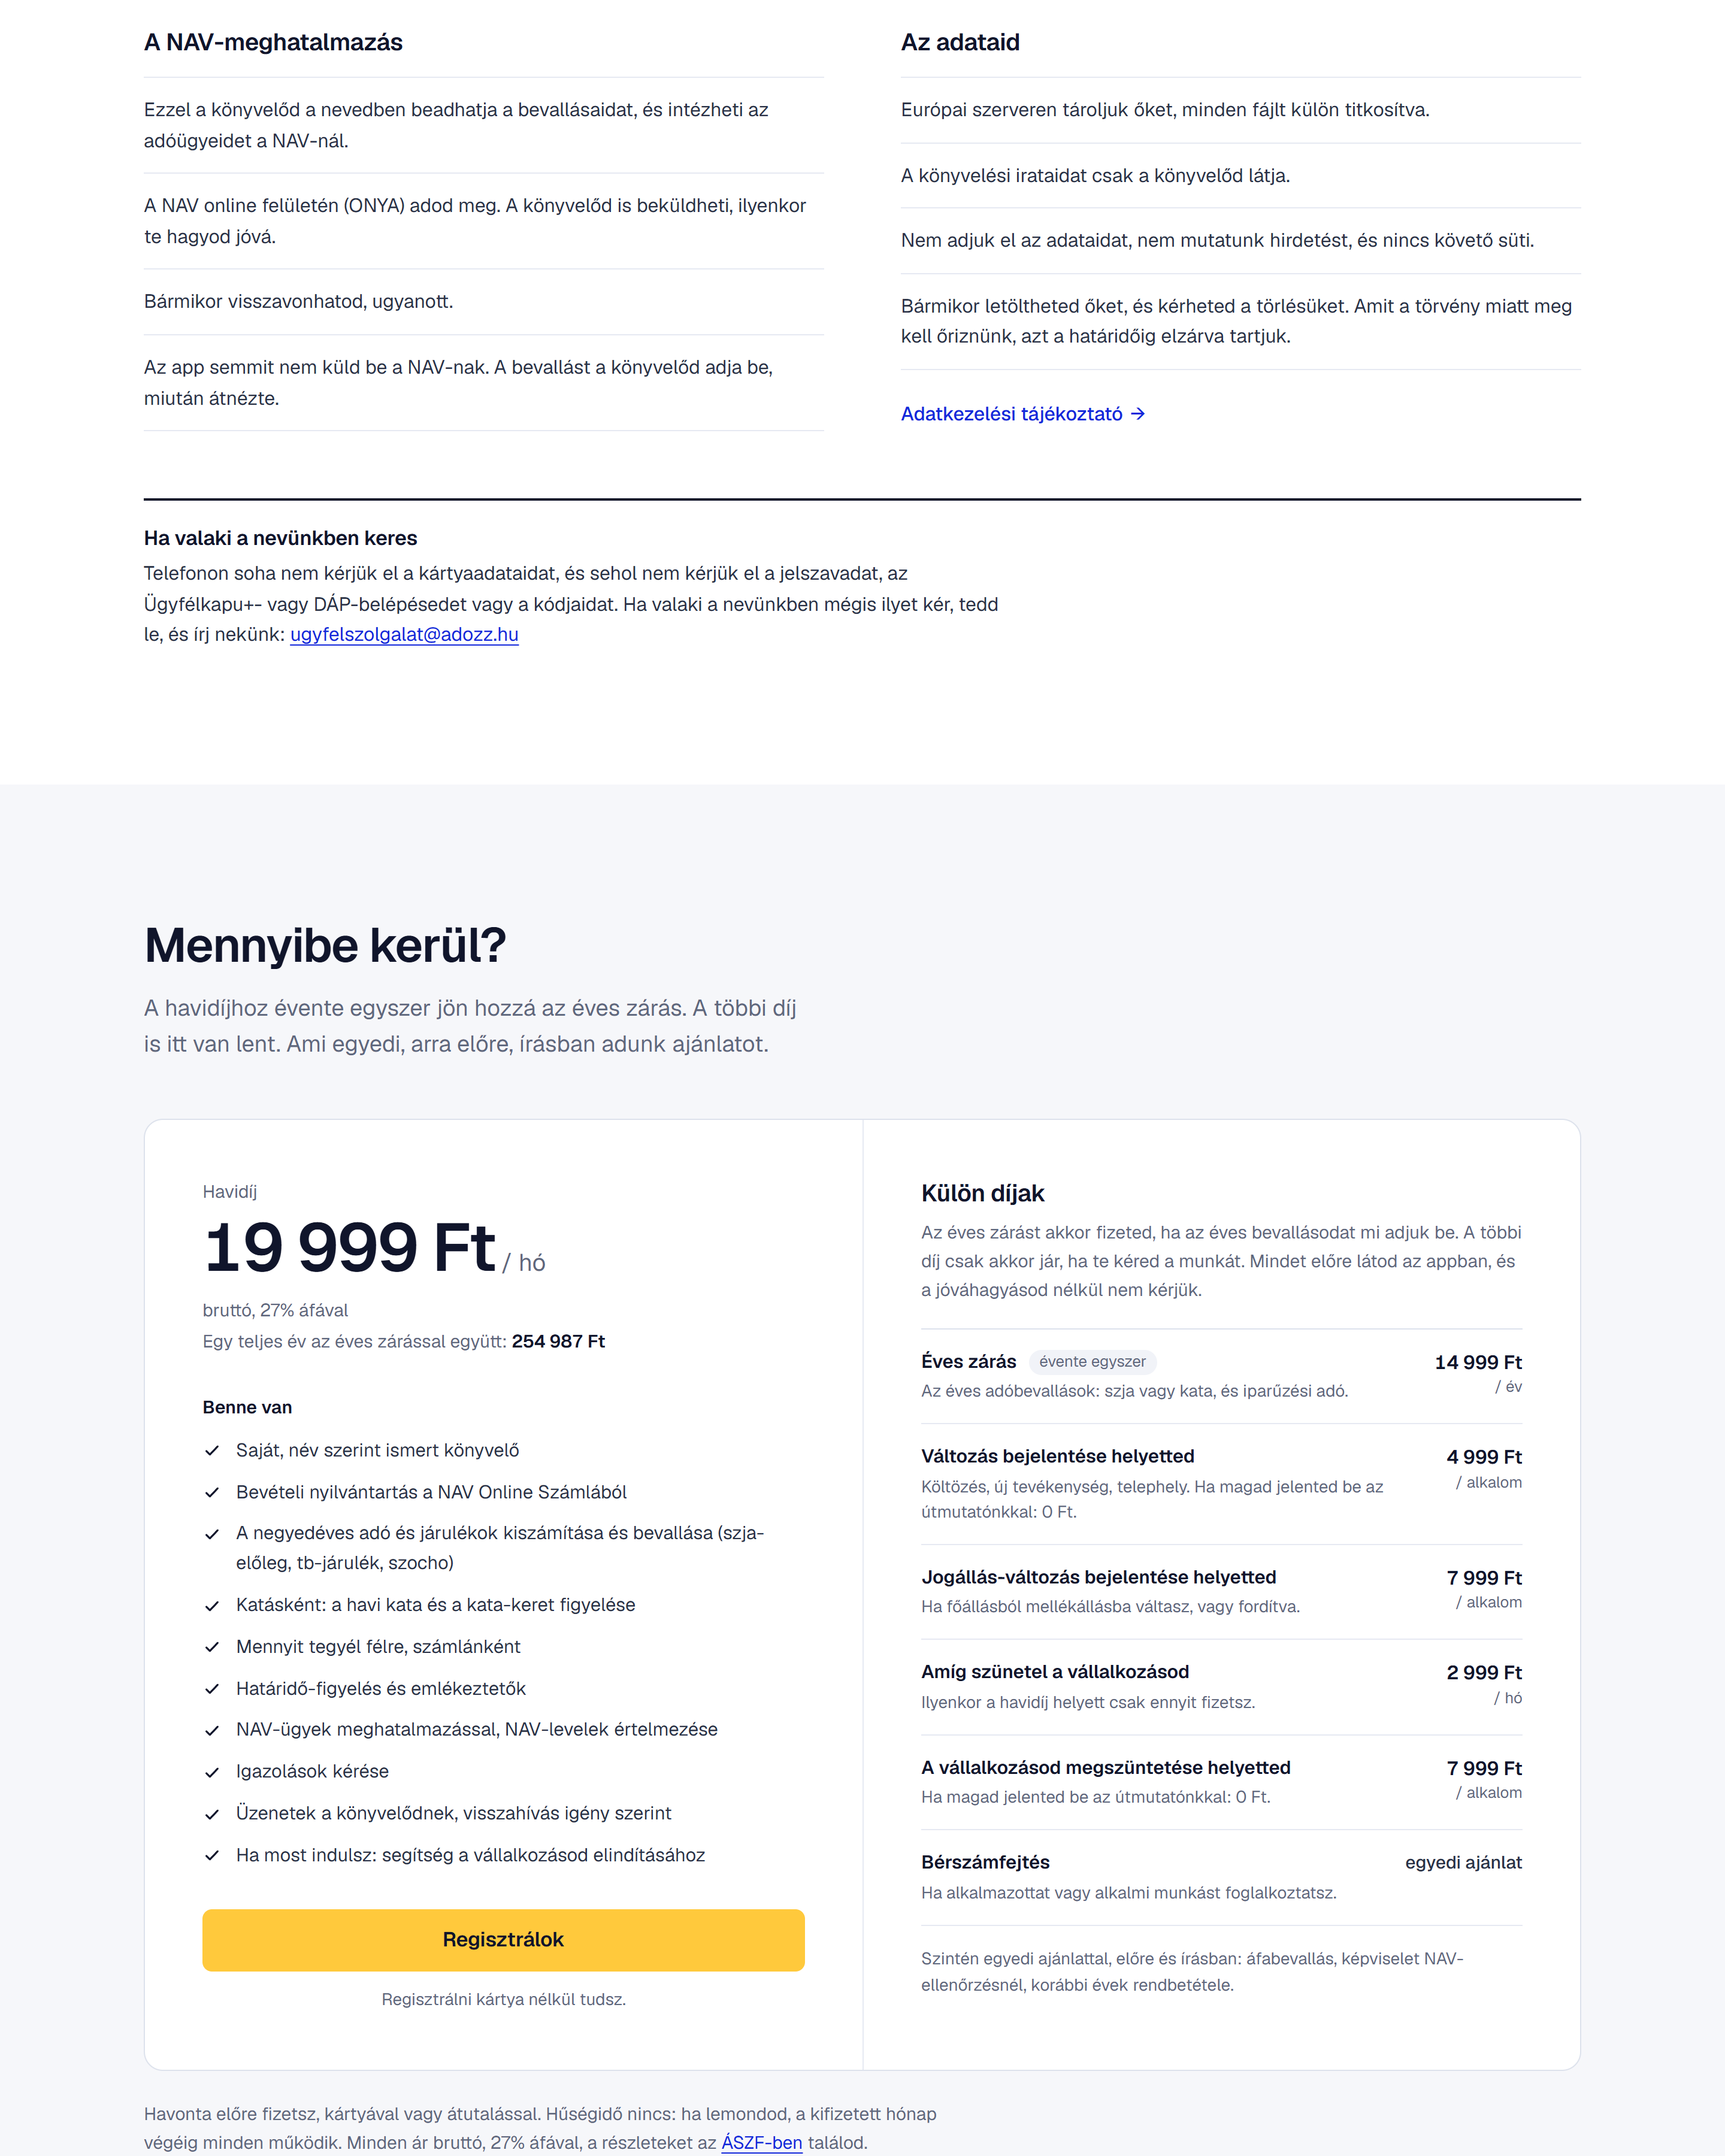 A NAV-meghatalmazás
Ezzel a könyvelőd a nevedben beadhatja a bevallásaidat, és intézheti az
adóügyeidet a NAV-nál.
A NAV online felületén (ONYA) adod meg. A könyvelőd is beküldheti, ilyenkor
te hagyod jóvá.
Bármikor visszavonhatod, ugyanott.
Az app semmit nem küld be a NAV-nak. A bevallást a könyvelőd adja be,
miután átnézte.
Az adataid
Európai szerveren tároljuk őket, minden fájlt külön titkosítva.
A könyvelési irataidat csak a könyvelőd látja.
Nem adjuk el az adataidat, nem mutatunk hirdetést, és nincs követő süti.
Bármikor letöltheted őket, és kérheted a törlésüket. Amit a törvény miatt meg
kell őriznünk, azt a határidőig elzárva tartjuk.
Adatkezelési tájékoztató →
Ha valaki a nevünkben keres
Telefonon soha nem kérjük el a kártyaadataidat, és sehol nem kérjük el a jelszavadat, az
Ügyfélkapu+- vagy DÁP-belépésedet vagy a kódjaidat. Ha valaki a nevünkben mégis ilyet kér, tedd
le, és írj nekünk: ugyfelszolgalat@adozz.hu
Mennyibe kerül?
A havidíjhoz évente egyszer jön hozzá az éves zárás. A többi díj
is itt van lent. Ami egyedi, arra előre, írásban adunk ajánlatot.
Havidíj
19 999 Ft / hó
bruttó, 27% áfával
Egy teljes év az éves zárással együtt: 254 987 Ft
Benne van
Saját, név szerint ismert könyvelő
Bevételi nyilvántartás a NAV Online Számlából
A negyedéves adó és járulékok kiszámítása és bevallása (szja-
előleg, tb-járulék, szocho)
Katásként: a havi kata és a kata-keret figyelése
Mennyit tegyél félre, számlánként
Határidő-figyelés és emlékeztetők
NAV-ügyek meghatalmazással, NAV-levelek értelmezése
Igazolások kérése
Üzenetek a könyvelődnek, visszahívás igény szerint
Ha most indulsz: segítség a vállalkozásod elindításához
Regisztrálok
Regisztrálni kártya nélkül tudsz.
Külön díjak
Az éves zárást akkor fizeted, ha az éves bevallásodat mi adjuk be. A többi
díj csak akkor jár, ha te kéred a munkát. Mindet előre látod az appban, és
a jóváhagyásod nélkül nem kérjük.
Éves zárás évente egyszer 14 999 Ft
Az éves adóbevallások: szja vagy kata, és iparűzési adó. / év
Változás bejelentése helyetted 4 999 Ft
Költözés, új tevékenység, telephely. Ha magad jelented be az / alkalom
útmutatónkkal: 0 Ft.
Jogállás-változás bejelentése helyetted 7 999 Ft
Ha főállásból mellékállásba váltasz, vagy fordítva. / alkalom
Amíg szünetel a vállalkozásod 2 999 Ft
Ilyenkor a havidíj helyett csak ennyit fizetsz. / hó
A vállalkozásod megszüntetése helyetted 7 999 Ft
Ha magad jelented be az útmutatónkkal: 0 Ft. / alkalom
Bérszámfejtés egyedi ajánlat
Ha alkalmazottat vagy alkalmi munkást foglalkoztatsz.
Szintén egyedi ajánlattal, előre és írásban: áfabevallás, képviselet NAV-
ellenőrzésnél, korábbi évek rendbetétele.
Havonta előre fizetsz, kártyával vagy átutalással. Hűségidő nincs: ha lemondod, a kifizetett hónap
végéig minden működik. Minden ár bruttó, 27% áfával, a részleteket az ÁSZF-ben találod.